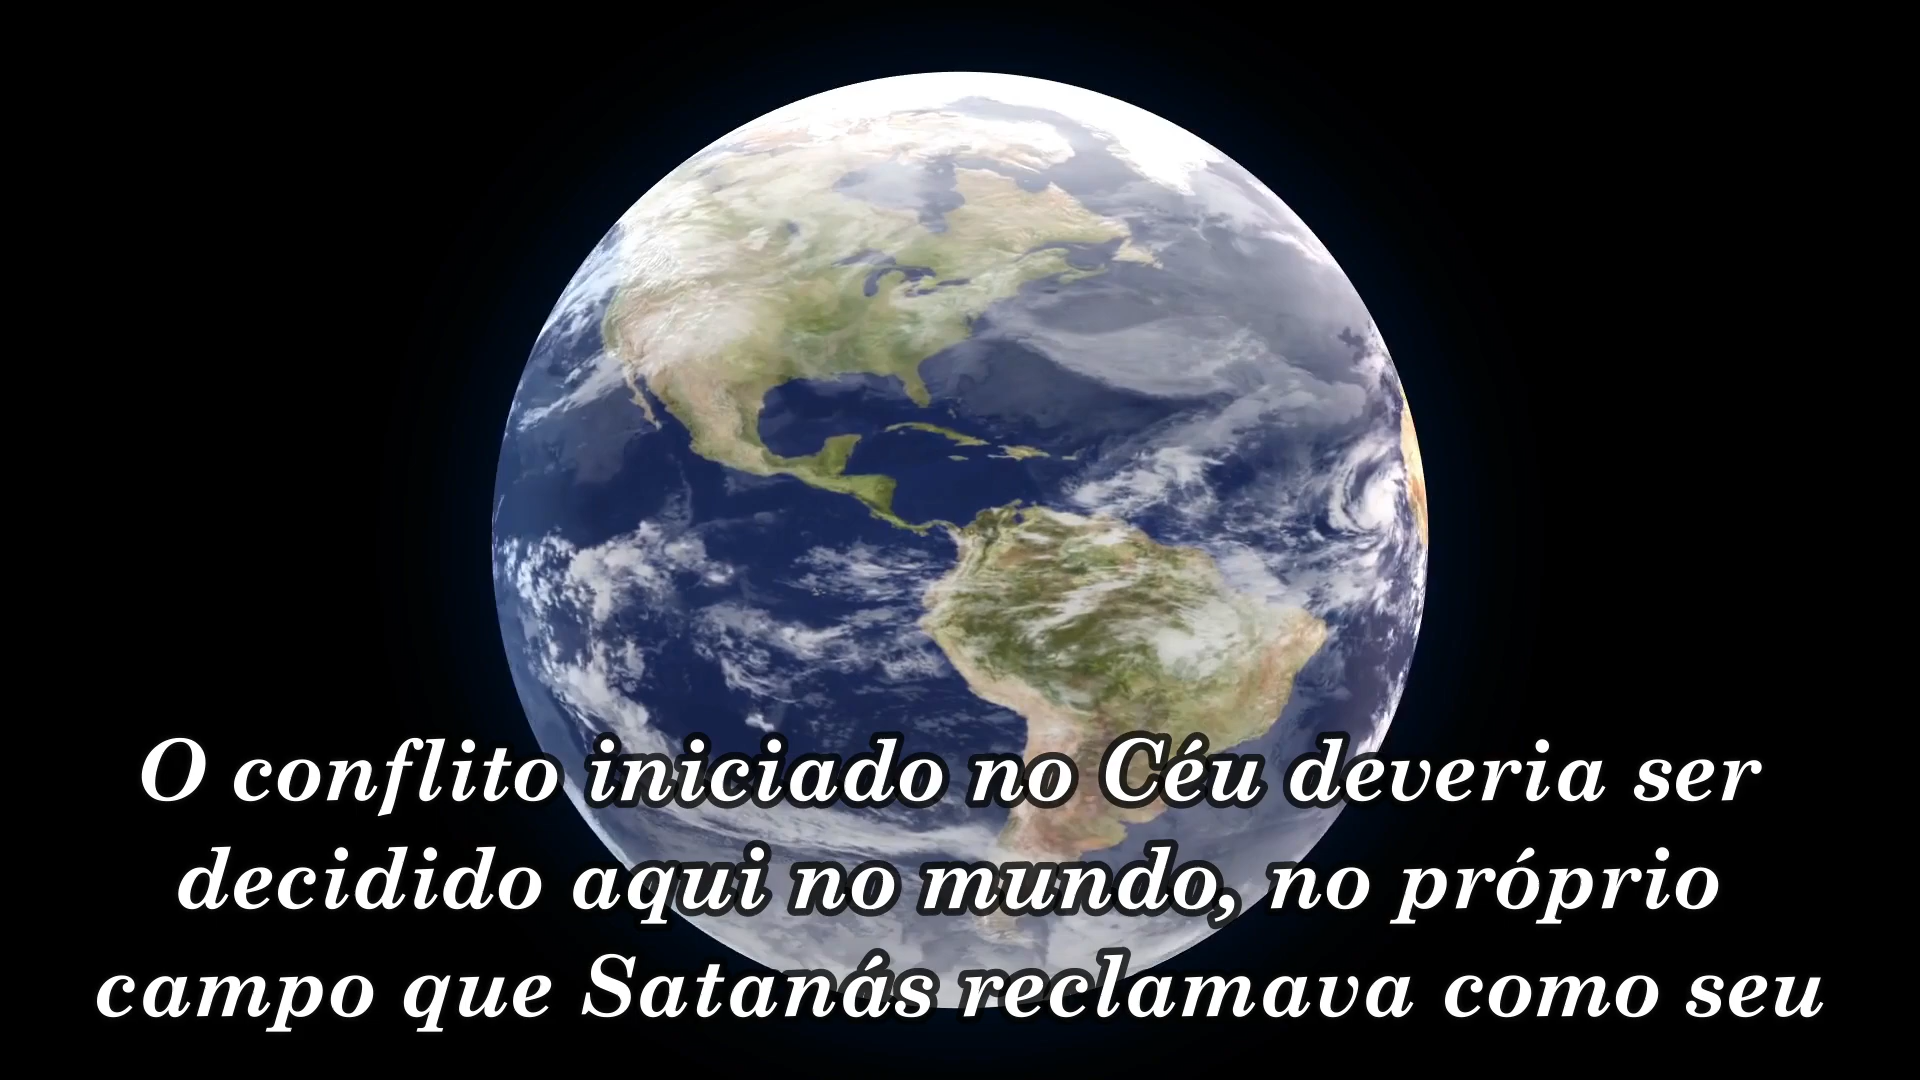 O conflito iniciado no Céu deveria ser
decidido aqui no mundo, no próprio
campo que Satanás reclamava como seu